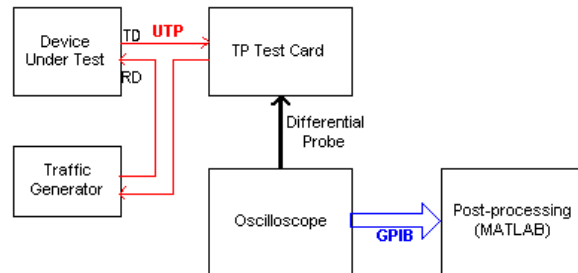 Device
Under Test
TD
UTP
RD
TP Test Card
Differential
Probe
Traffic
Generator
Oscilloscope
GPIB
Post-processing
(MATLAB)